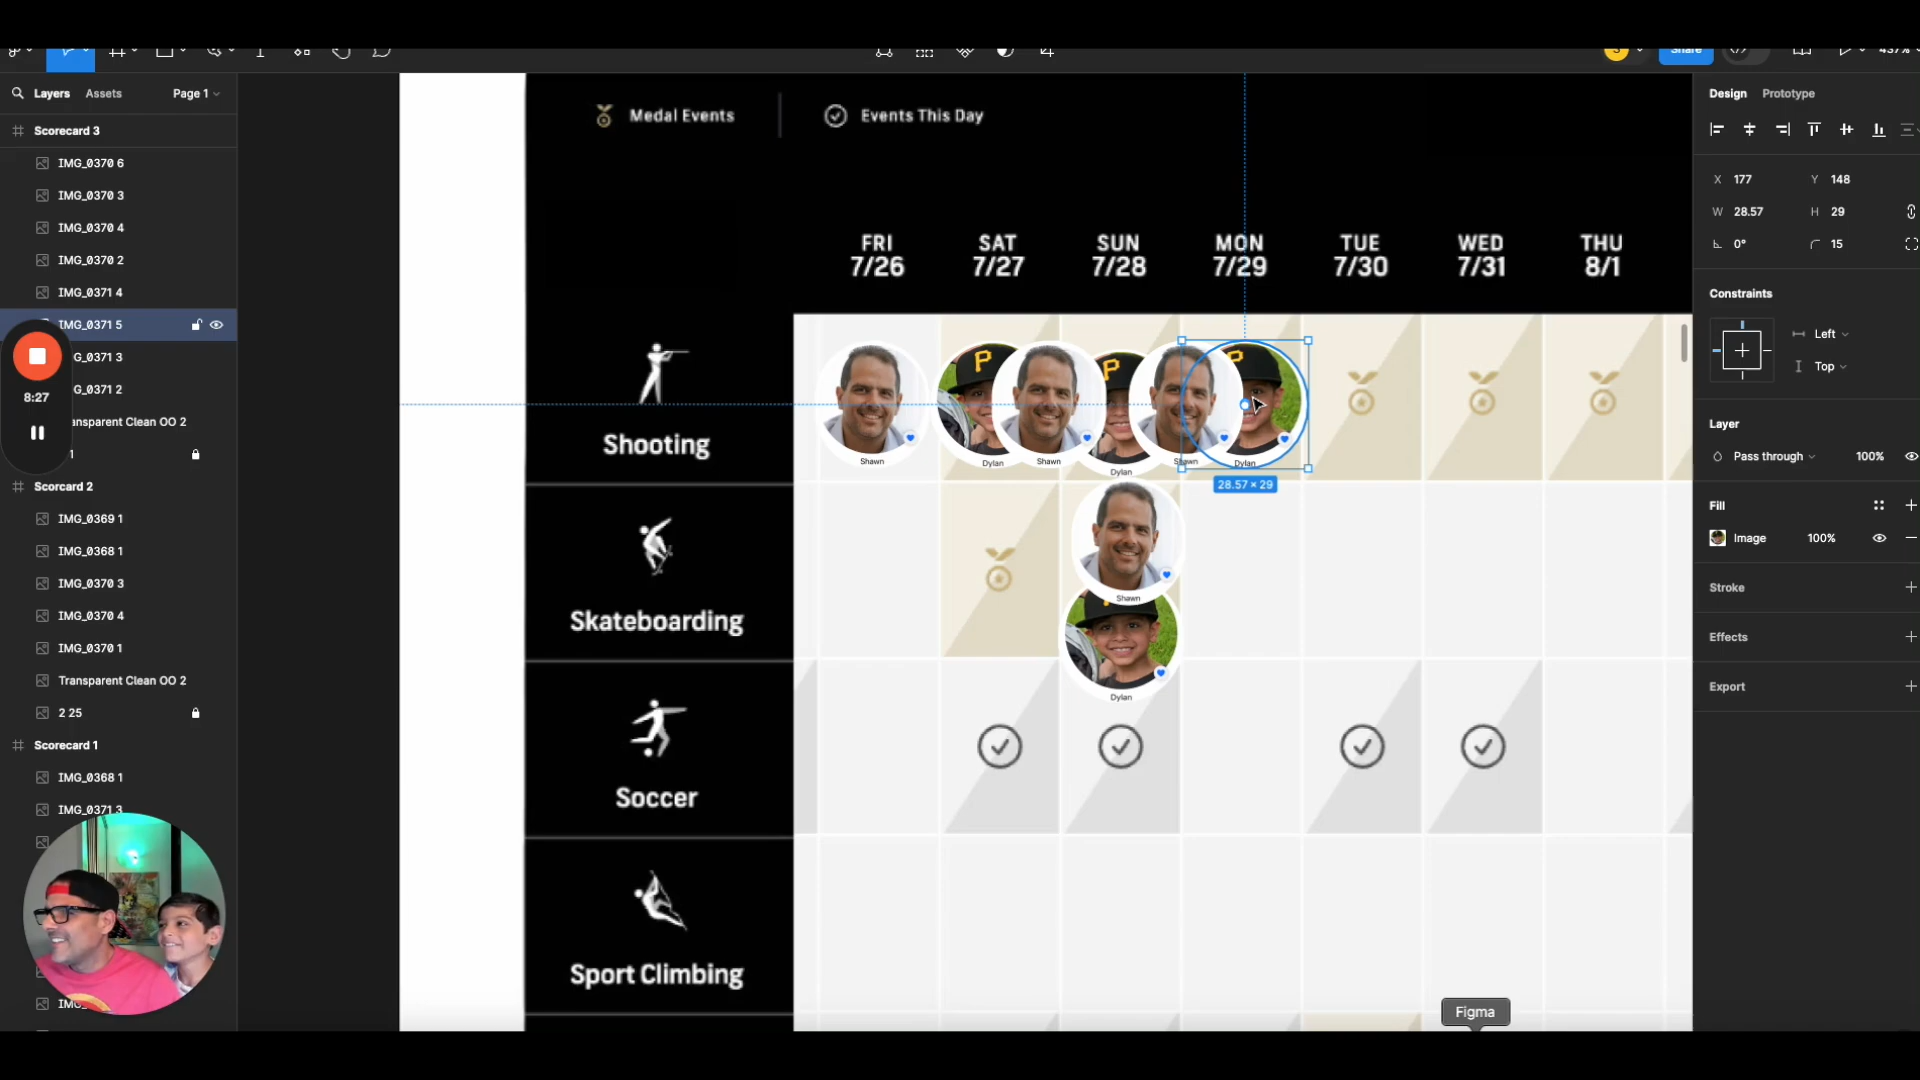 Share
437%
Layers
Assets
Page 1
Scorecard 3
IMG_0370 6
IMG_0370 3
IMG_0370 4
IMG_0370 2
IMG_0371 4
IMG_0371 5
G_0371 3
G_0371 2
ansparent Clean OO 2
1
Scorcard 2
IMG_0369 1
IMG_0368 1
IMG_0370 3
IMG_0370 4
IMG_0370 1
Transparent Clean OO 2
2 25
Scorecard 1
IMG_0368 1
IMG_0371 3
8:27
Medal Events
Events This Day
FRI
7/26
SAT
7/27
SUN
7/28
MON
7/29
TUE
7/30
WED
7/31
THU
8/1
Shooting
Shawn
Dylan
Shawn
Dylan
Shawn
Dylan
28.57 × 29
Skateboarding
Shawn
Dylan
Soccer
Sport Climbing
Figma
Design
Prototype
X 177
Y 148
W 28.57
H 29
0°
15
Constraints
Left
Top
Layer
Pass through
100%
Fill
Image
100%
Stroke
Effects
Export